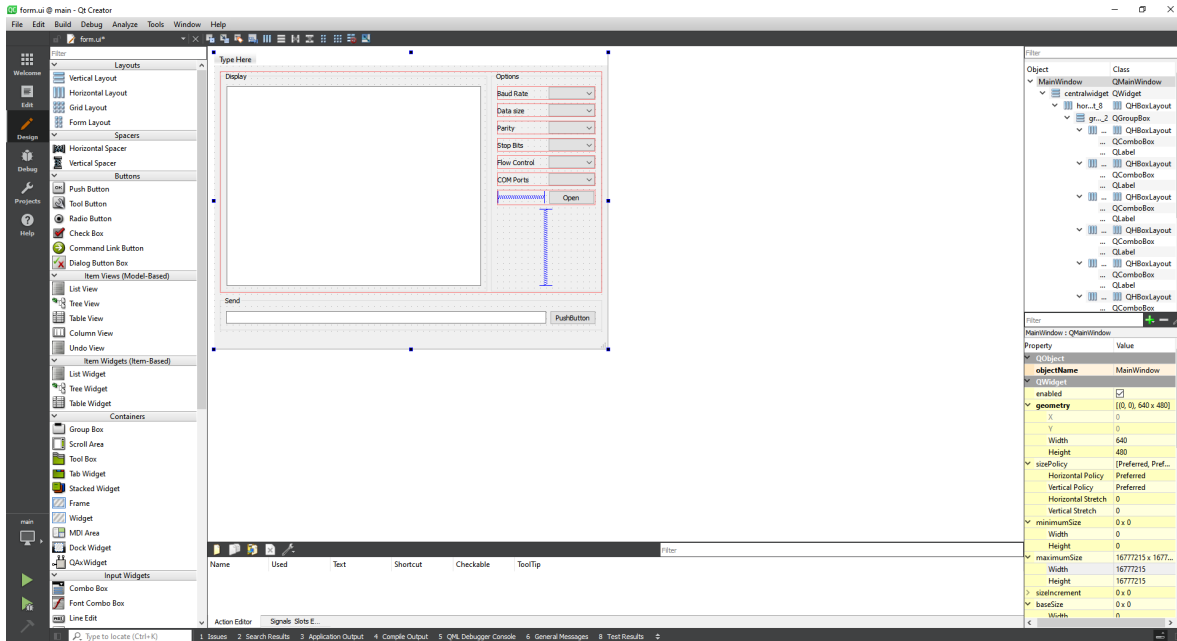 form.ui @ main - Qt Creator
File Edit Build Debug Analyze Tools Window Help
form.ui*
Welcome
Edit
Design
Debug
Projects
Help
main
Filter
Layouts
Vertical Layout
Horizontal Layout
Grid Layout
Form Layout
Spacers
Horizontal Spacer
Vertical Spacer
Buttons
Push Button
Tool Button
Radio Button
Check Box
Command Link Button
Dialog Button Box
Item Views (Model-Based)
List View
Tree View
Table View
Column View
Undo View
Item Widgets (Item-Based)
List Widget
Tree Widget
Table Widget
Containers
Group Box
Scroll Area
Tool Box
Tab Widget
Stacked Widget
Frame
Widget
MDI Area
Dock Widget
QAxWidget
Input Widgets
Combo Box
Font Combo Box
Line Edit
Type Here
Display
Options
Baud Rate
Data size
Parity
Stop Bits
Flow Control
COM Ports
Open
Send
PushButton
Filter
Name Used Text Shortcut Checkable ToolTip
Action Editor Signals Slots E...
Filter
Object Class
MainWindow QMainWindow
centralwidget QWidget
hor...t_8 QHBoxLayout
gr..._2 QGroupBox
... QHBoxLayout
... QComboBox
... QLabel
... QHBoxLayout
... QComboBox
... QLabel
... QHBoxLayout
... QComboBox
... QLabel
... QHBoxLayout
... QComboBox
... QLabel
... QHBoxLayout
... QComboBox
... QLabel
... QHBoxLayout
... QComboBox
Filter
MainWindow : QMainWindow
Property Value
QObject
objectName MainWindow
QWidget
enabled
geometry [(0, 0), 640 x 480]
X 0
Y 0
Width 640
Height 480
sizePolicy [Preferred, Pref...
Horizontal Policy Preferred
Vertical Policy Preferred
Horizontal Stretch 0
Vertical Stretch 0
minimumSize 0 x 0
Width 0
Height 0
maximumSize 16777215 x 1677...
Width 16777215
Height 16777215
sizeIncrement 0 x 0
baseSize 0 x 0
Width 0
Type to locate (Ctrl+K) 1 Issues 2 Search Results 3 Application Output 4 Compile Output 5 QML Debugger Console 6 General Messages 8 Test Results